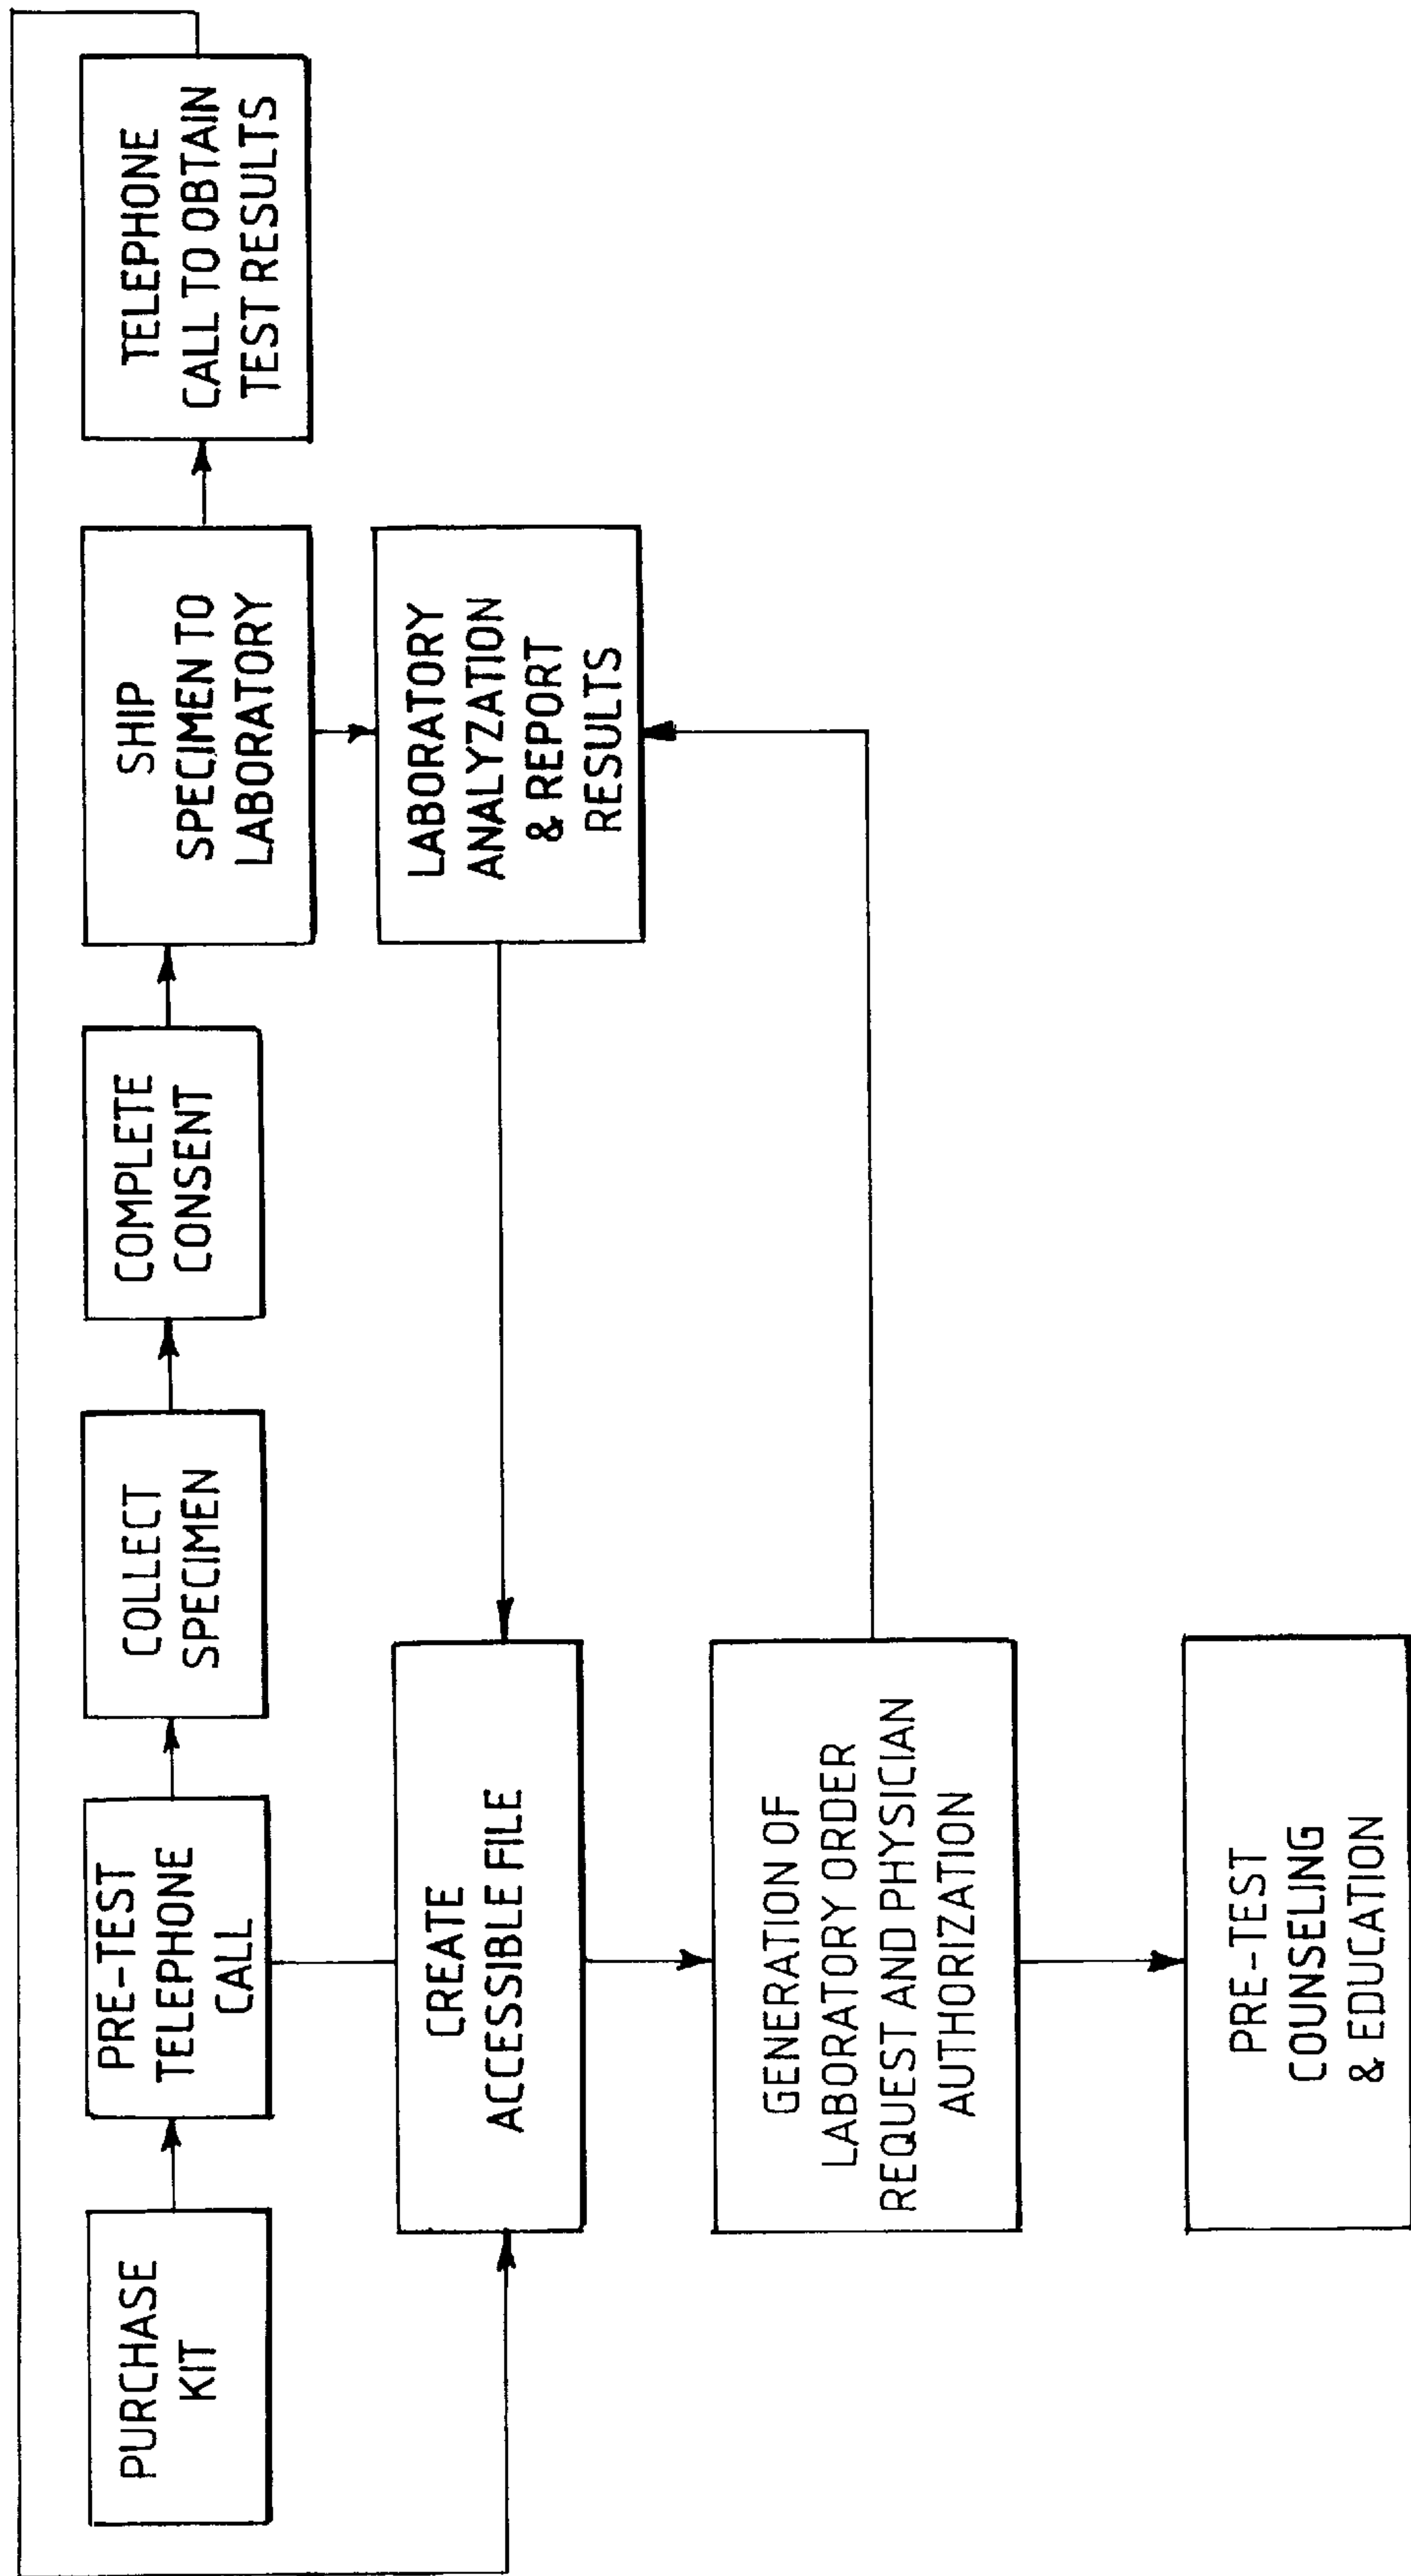 PURCHASE
KIT
PRE-TEST
TELEPHONE
CALL
COLLECT
SPECIMEN
COMPLETE
CONSENT
SHIP
SPECIMEN TO
LABORATORY
TELEPHONE
CALL TO OBTAIN
TEST RESULTS
CREATE
ACCESSIBLE FILE
LABORATORY
ANALYZATION
& REPORT
RESULTS
GENERATION OF
LABORATORY ORDER
REQUEST AND PHYSICIAN
AUTHORIZATION
PRE-TEST
COUNSELING
& EDUCATION